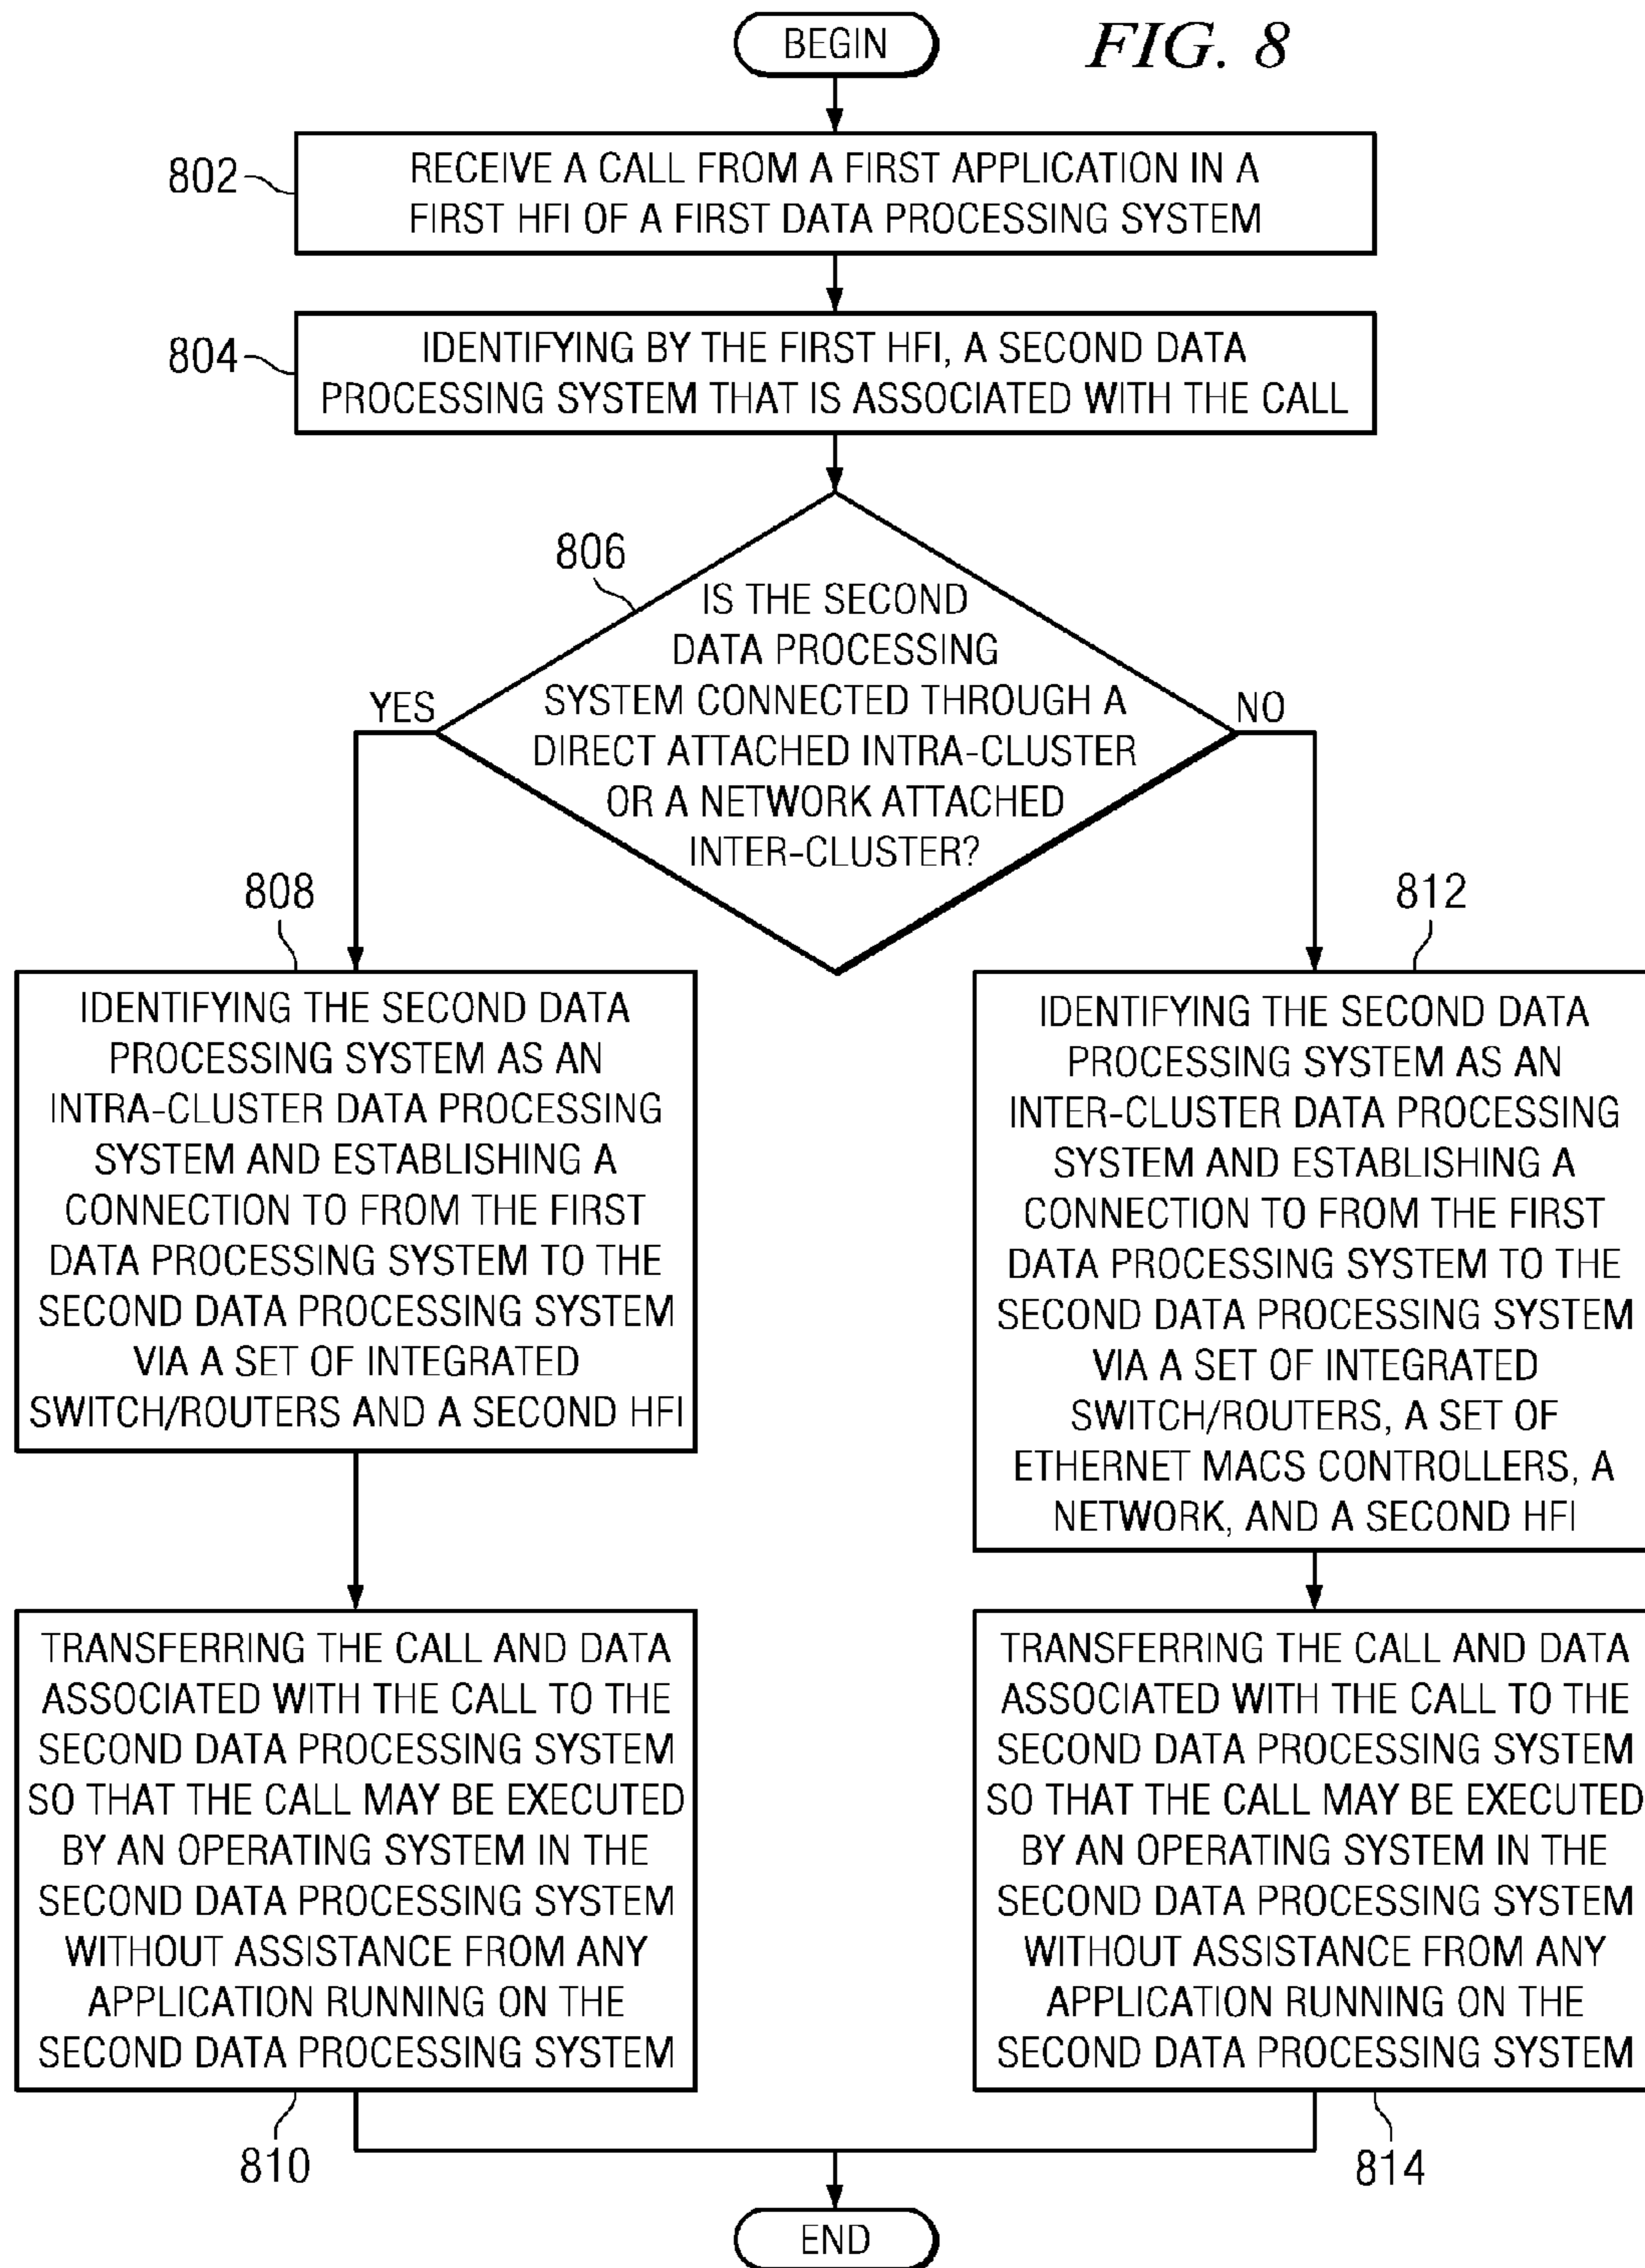 BEGIN
FIG. 8
802
RECEIVE A CALL FROM A FIRST APPLICATION IN A
FIRST HFI OF A FIRST DATA PROCESSING SYSTEM
804
IDENTIFYING BY THE FIRST HFI, A SECOND DATA
PROCESSING SYSTEM THAT IS ASSOCIATED WITH THE CALL
806
IS THE SECOND
DATA PROCESSING
SYSTEM CONNECTED THROUGH A
DIRECT ATTACHED INTRA-CLUSTER
OR A NETWORK ATTACHED
INTER-CLUSTER?
YES
NO
808
IDENTIFYING THE SECOND DATA
PROCESSING SYSTEM AS AN
INTRA-CLUSTER DATA PROCESSING
SYSTEM AND ESTABLISHING A
CONNECTION TO FROM THE FIRST
DATA PROCESSING SYSTEM TO THE
SECOND DATA PROCESSING SYSTEM
VIA A SET OF INTEGRATED
SWITCH/ROUTERS AND A SECOND HFI
812
IDENTIFYING THE SECOND DATA
PROCESSING SYSTEM AS AN
INTER-CLUSTER DATA PROCESSING
SYSTEM AND ESTABLISHING A
CONNECTION TO FROM THE FIRST
DATA PROCESSING SYSTEM TO THE
SECOND DATA PROCESSING SYSTEM
VIA A SET OF INTEGRATED
SWITCH/ROUTERS, A SET OF
ETHERNET MACS CONTROLLERS, A
NETWORK, AND A SECOND HFI
TRANSFERRING THE CALL AND DATA
ASSOCIATED WITH THE CALL TO THE
SECOND DATA PROCESSING SYSTEM
SO THAT THE CALL MAY BE EXECUTED
BY AN OPERATING SYSTEM IN THE
SECOND DATA PROCESSING SYSTEM
WITHOUT ASSISTANCE FROM ANY
APPLICATION RUNNING ON THE
SECOND DATA PROCESSING SYSTEM
810
TRANSFERRING THE CALL AND DATA
ASSOCIATED WITH THE CALL TO THE
SECOND DATA PROCESSING SYSTEM
SO THAT THE CALL MAY BE EXECUTED
BY AN OPERATING SYSTEM IN THE
SECOND DATA PROCESSING SYSTEM
WITHOUT ASSISTANCE FROM ANY
APPLICATION RUNNING ON THE
SECOND DATA PROCESSING SYSTEM
814
END